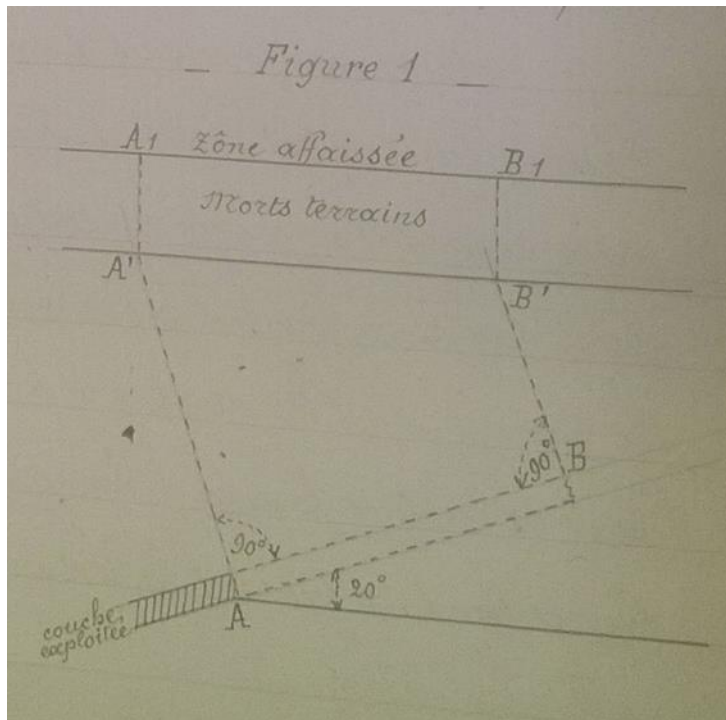 — Figure 1 —
A1 zône affaissée B1
Morts terrains
A' B'
B
90°
90°
20°
couche
exploitée
A